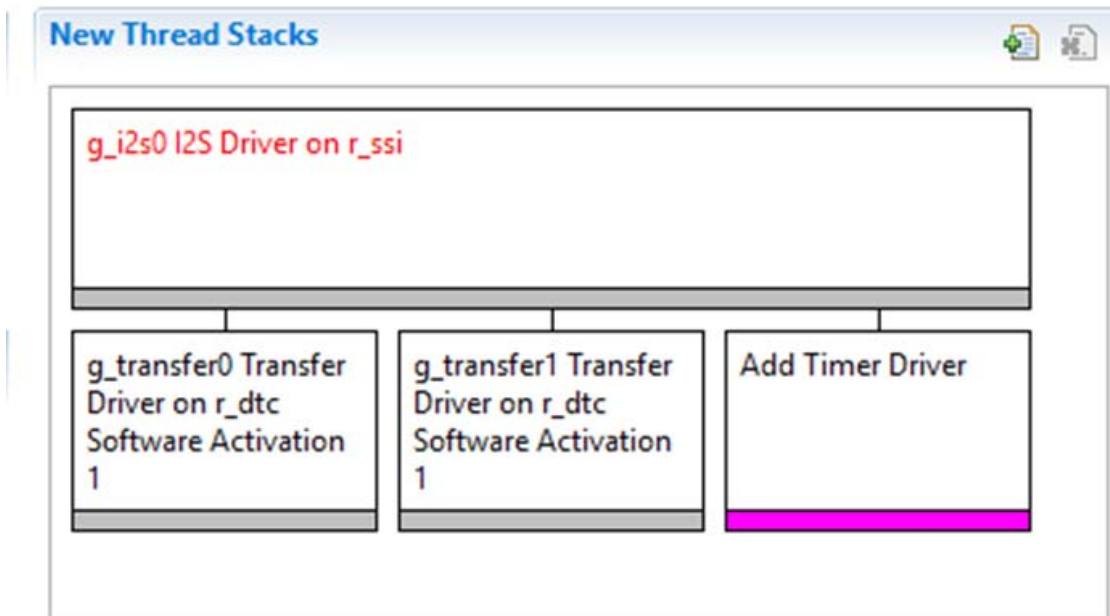 New Thread Stacks
g_i2s0 I2S Driver on r_ssi
g_transfer0 Transfer
Driver on r_dtc
Software Activation
1
g_transfer1 Transfer
Driver on r_dtc
Software Activation
1
Add Timer Driver